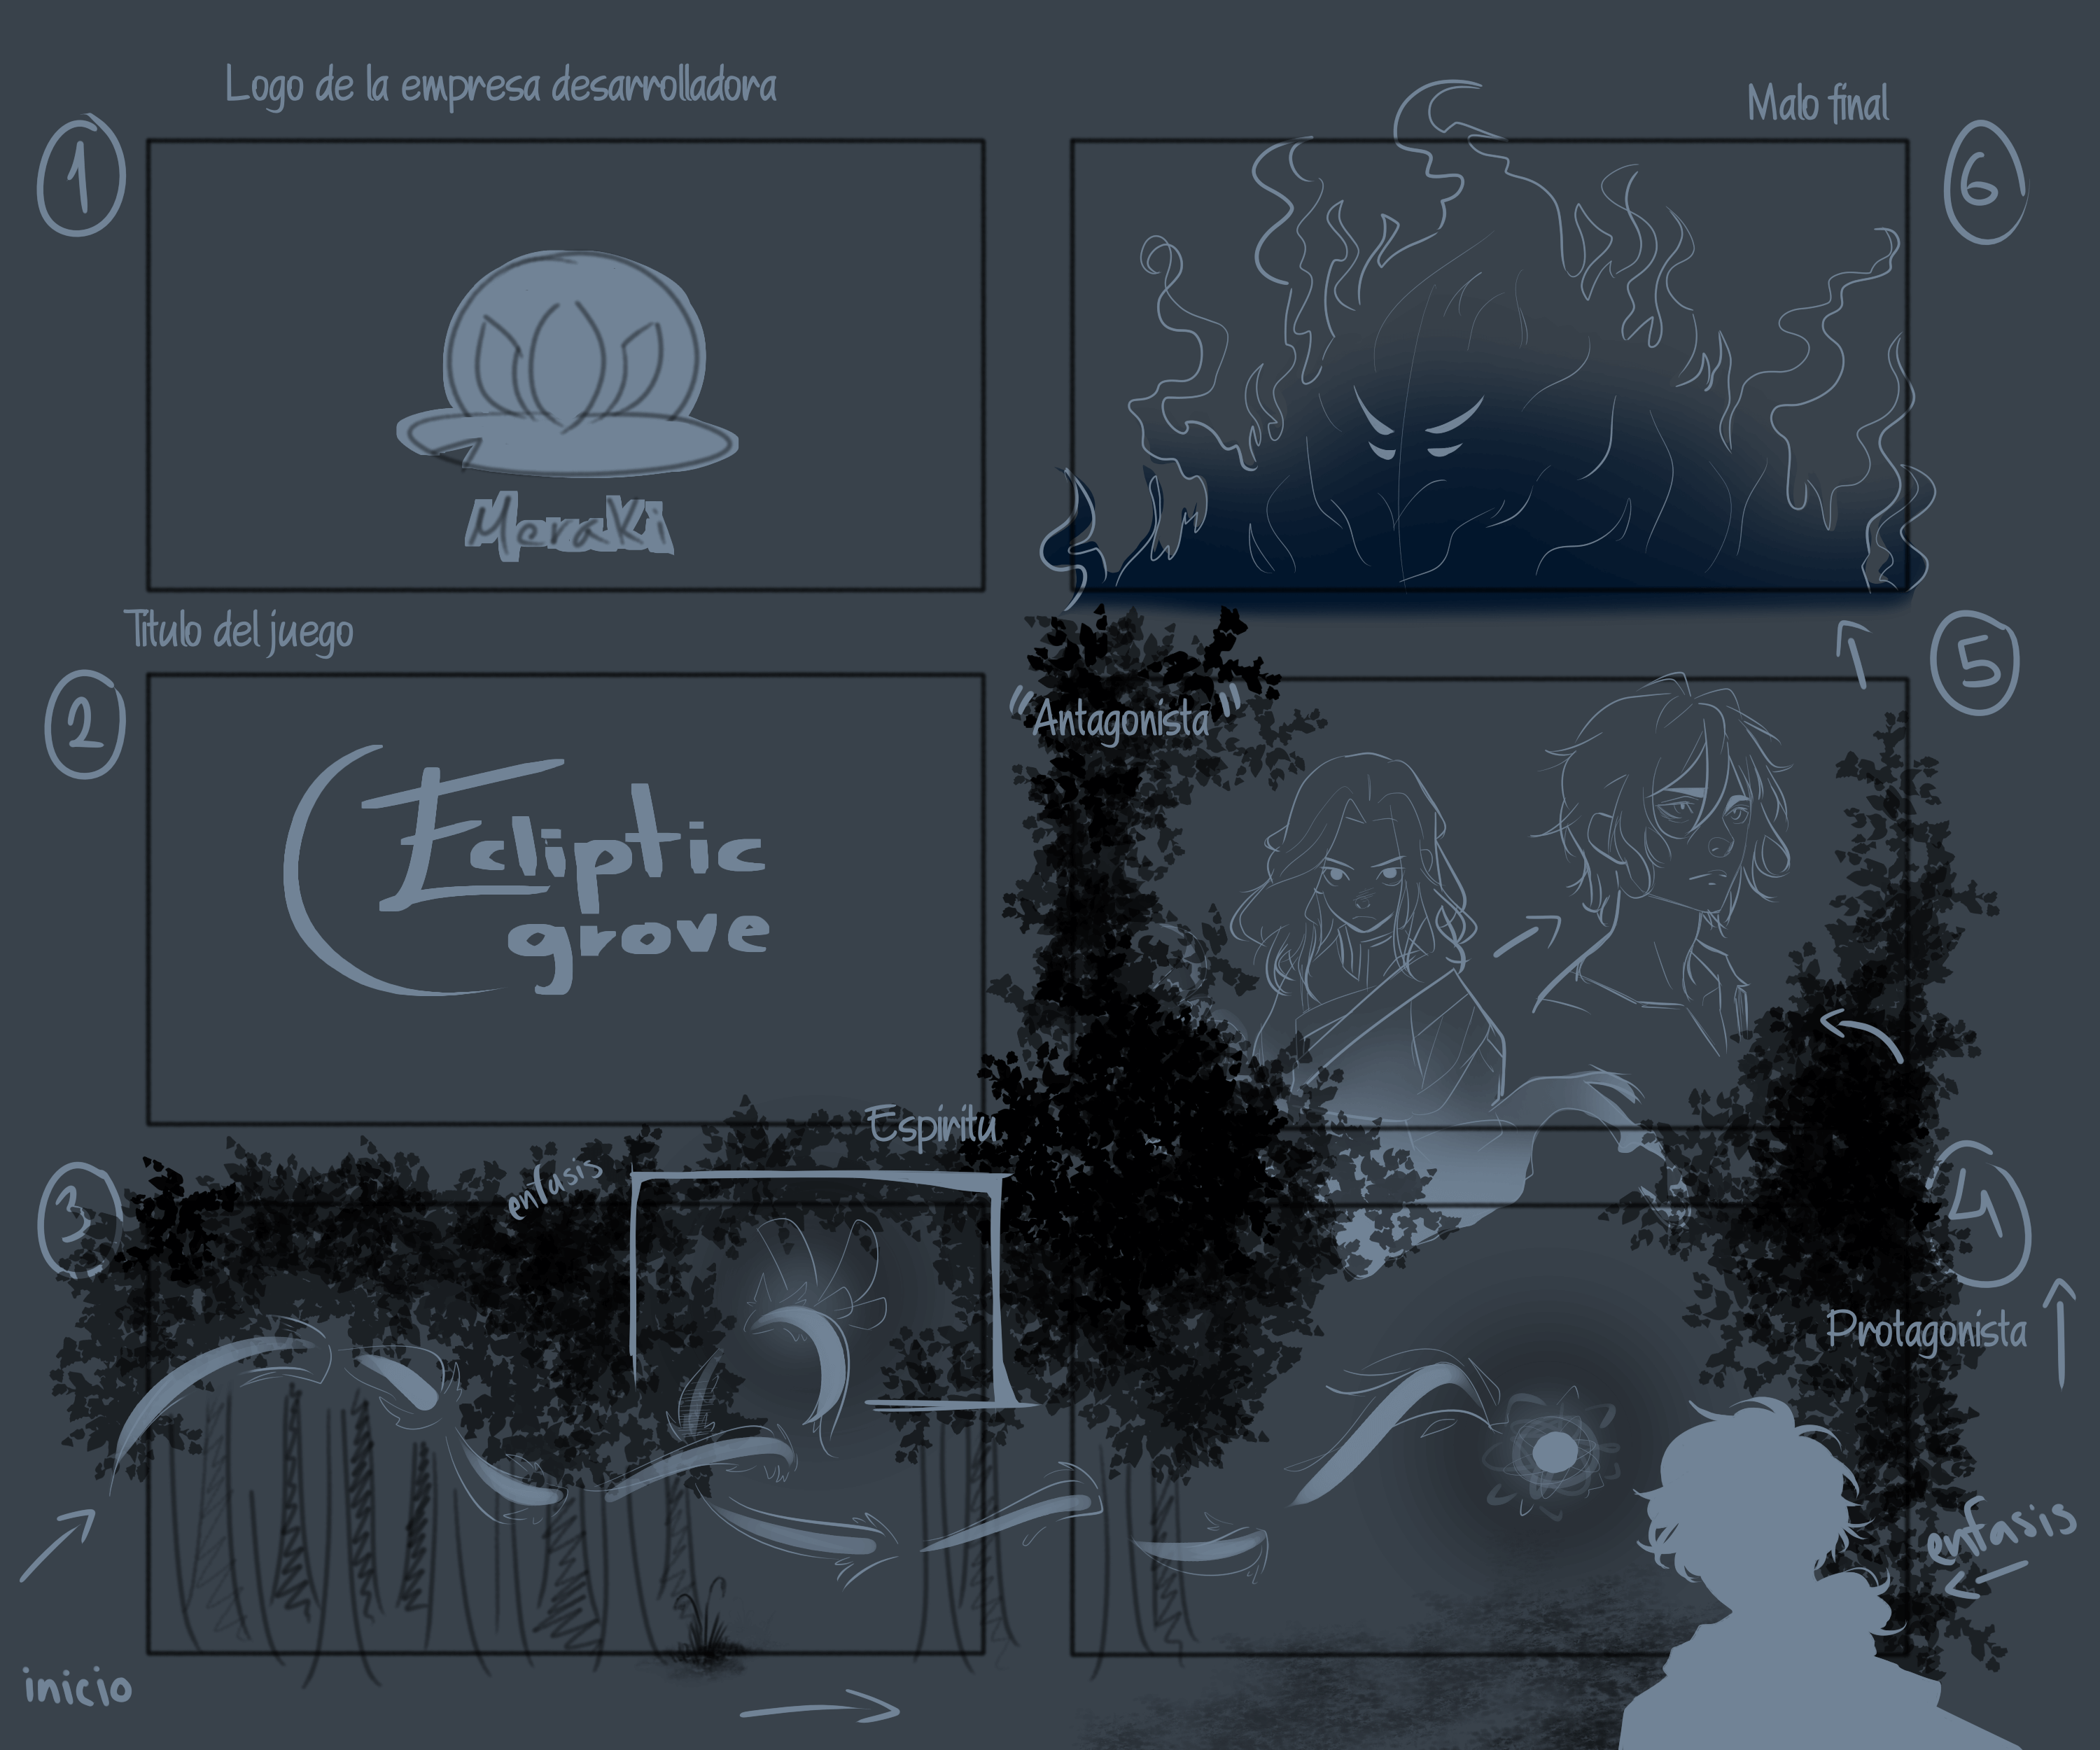 Logo de la empresa desarrolladora
1
Meraki
Título del juego
2
Ecliptic
grove
3
enfasis
Espiritu
inicio
4
Protagonista
enfasis
5
"Antagonista"
6
Malo final